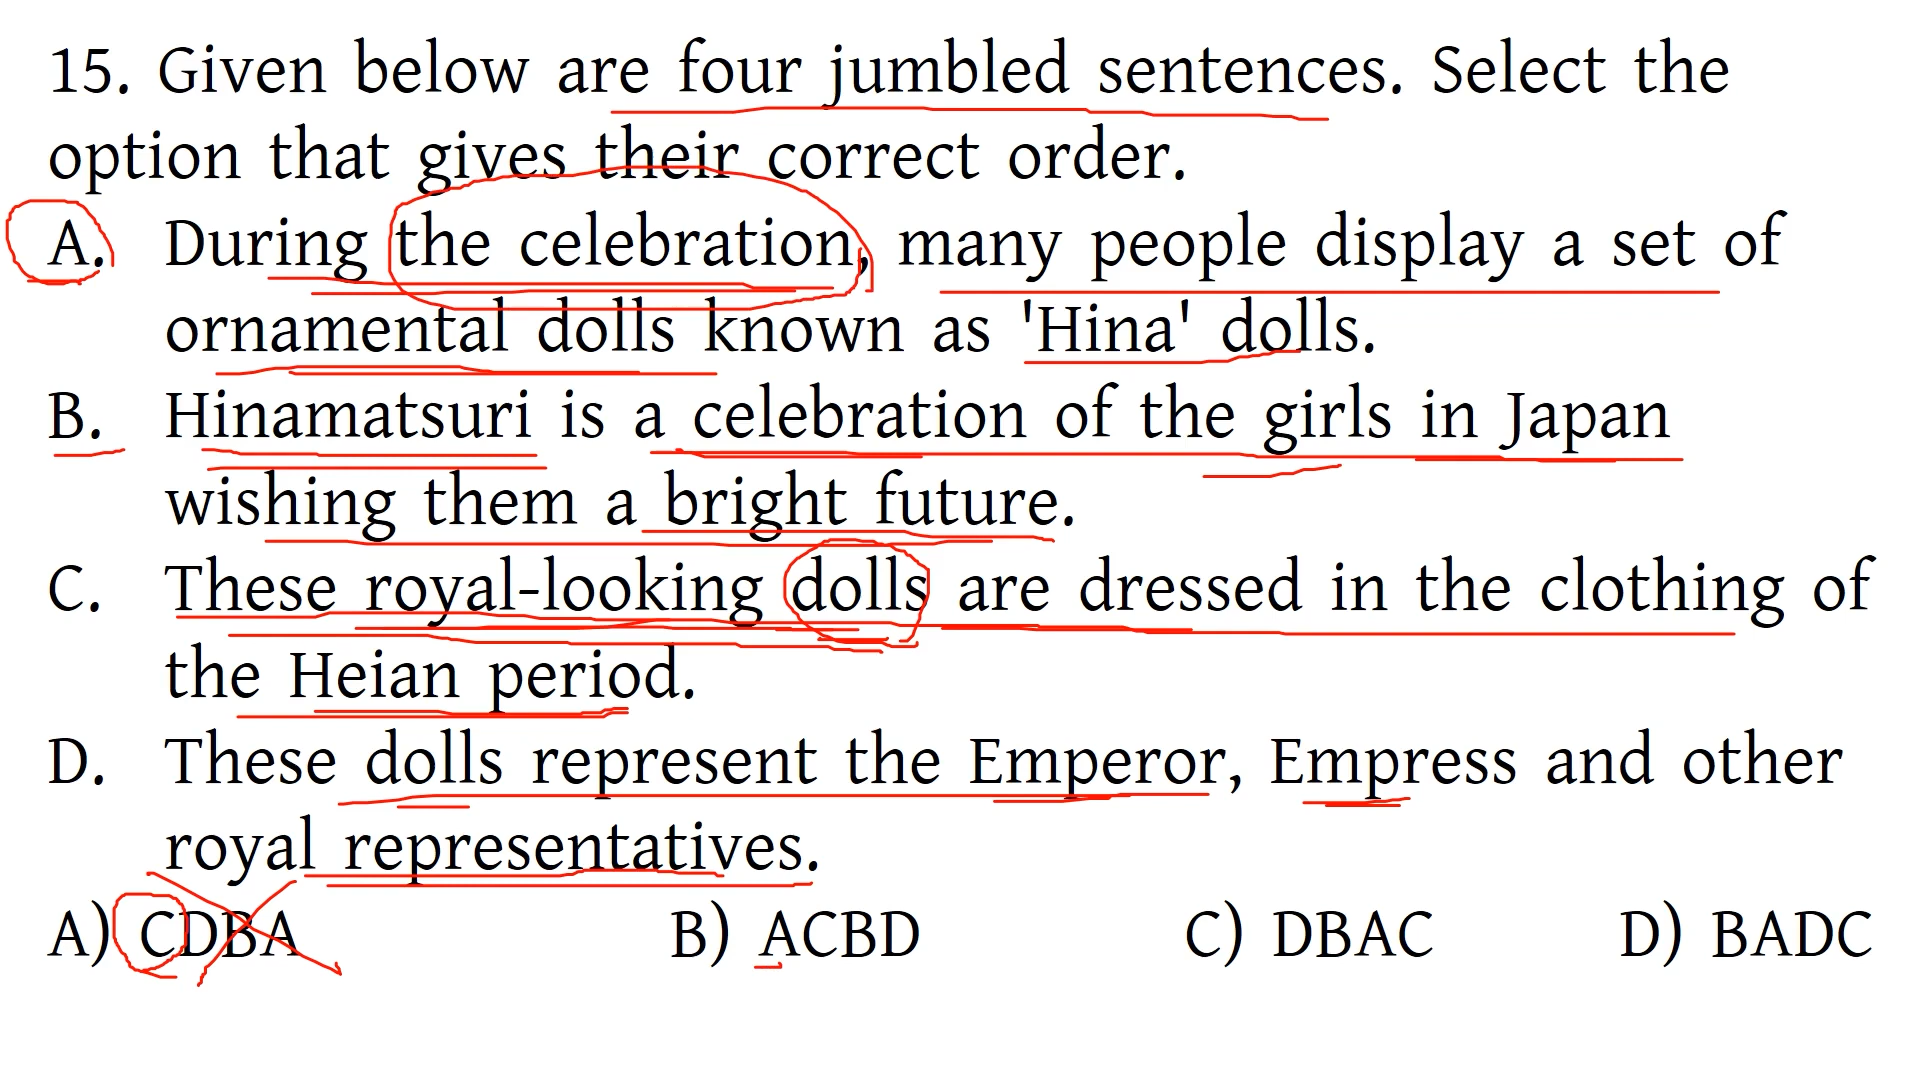 15. Given below are four jumbled sentences. Select the
option that gives their correct order.
A. During the celebration, many people display a set of
ornamental dolls known as 'Hina' dolls.
B. Hinamatsuri is a celebration of the girls in Japan
wishing them a bright future.
C. These royal-looking dolls are dressed in the clothing of
the Heian period.
D. These dolls represent the Emperor, Empress and other
royal representatives.
A) CDBA B) ACBD C) DBAC D) BADC